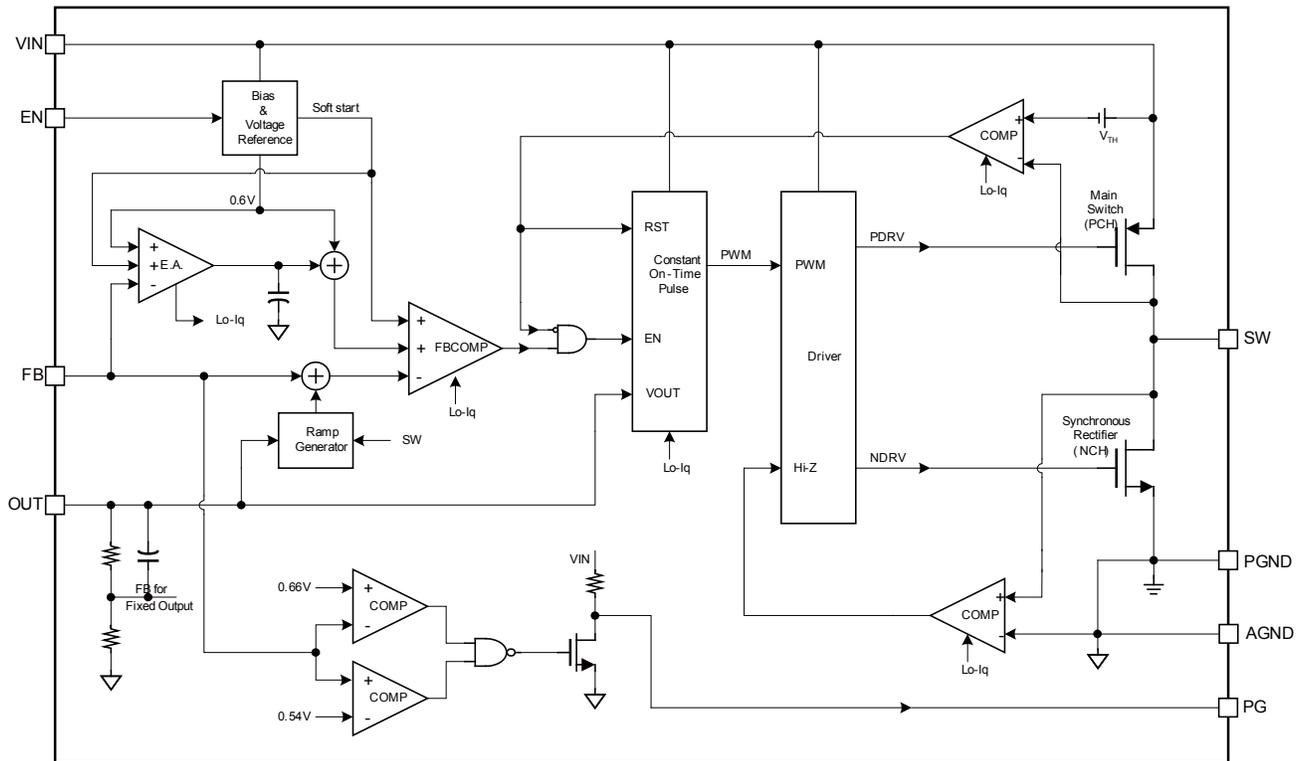 VIN
EN
Bias
&
Voltage
Reference
Soft start
COMP
+
-
V_TH
Lo-Iq
0.6V
+
+
-
E.A.
Lo-Iq
+
Main
Switch
(PCH)
RST
Constant
On-Time
Pulse
PWM
EN
VOUT
Lo-Iq
PWM
Driver
Hi-Z
PDRV
NDRV
+
+
-
FBCOMP
Lo-Iq
SW
FB
+
Ramp
Generator
SW
Synchronous
Rectifier
(NCH)
OUT
FB for
Fixed Output
0.66V
+
-
COMP
VIN
+
-
COMP
0.54V
+
-
COMP
Lo-Iq
PGND
AGND
PG